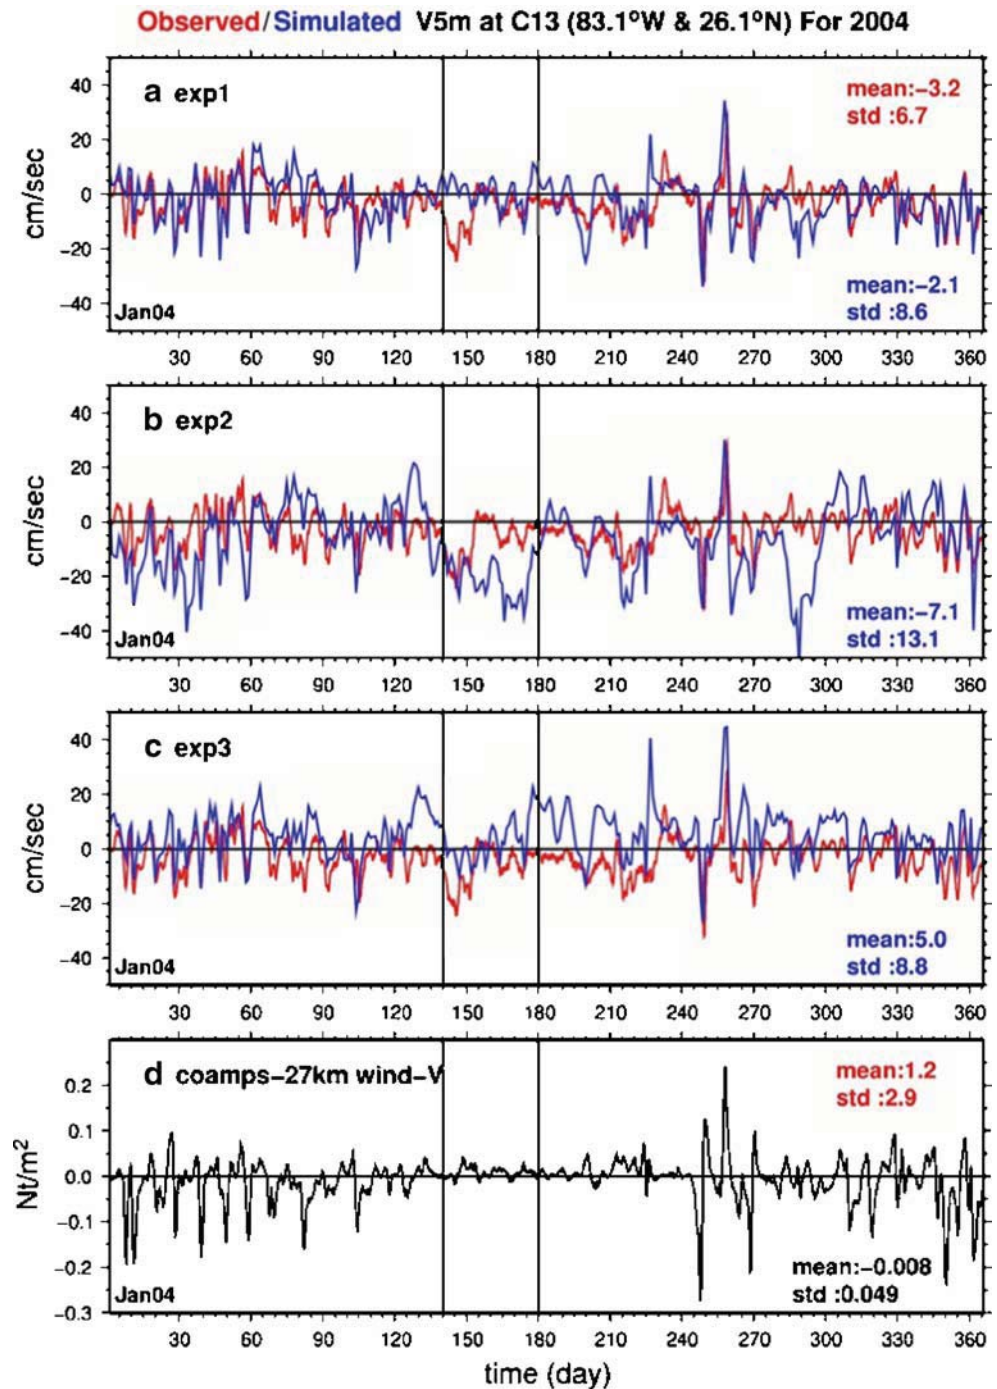 Observed/Simulated V5m at C13 (83.1°W & 26.1°N) For 2004
a exp1
mean:-3.2
std :6.7
40
20
0
-20
-40
cm/sec
mean:-2.1
std :8.6
Jan04
30 60 90 120 150 180 210 240 270 300 330 360
b exp2
40
20
0
-20
-40
cm/sec
mean:-7.1
std :13.1
Jan04
30 60 90 120 150 180 210 240 270 300 330 360
c exp3
40
20
0
-20
-40
cm/sec
mean:5.0
std :8.8
Jan04
30 60 90 120 150 180 210 240 270 300 330 360
d coamps-27km wind-V
mean:1.2
std :2.9
0.2
0.1
0.0
-0.1
-0.2
-0.3
Nt/m²
mean:-0.008
std :0.049
Jan04
30 60 90 120 150 180 210 240 270 300 330 360
time (day)